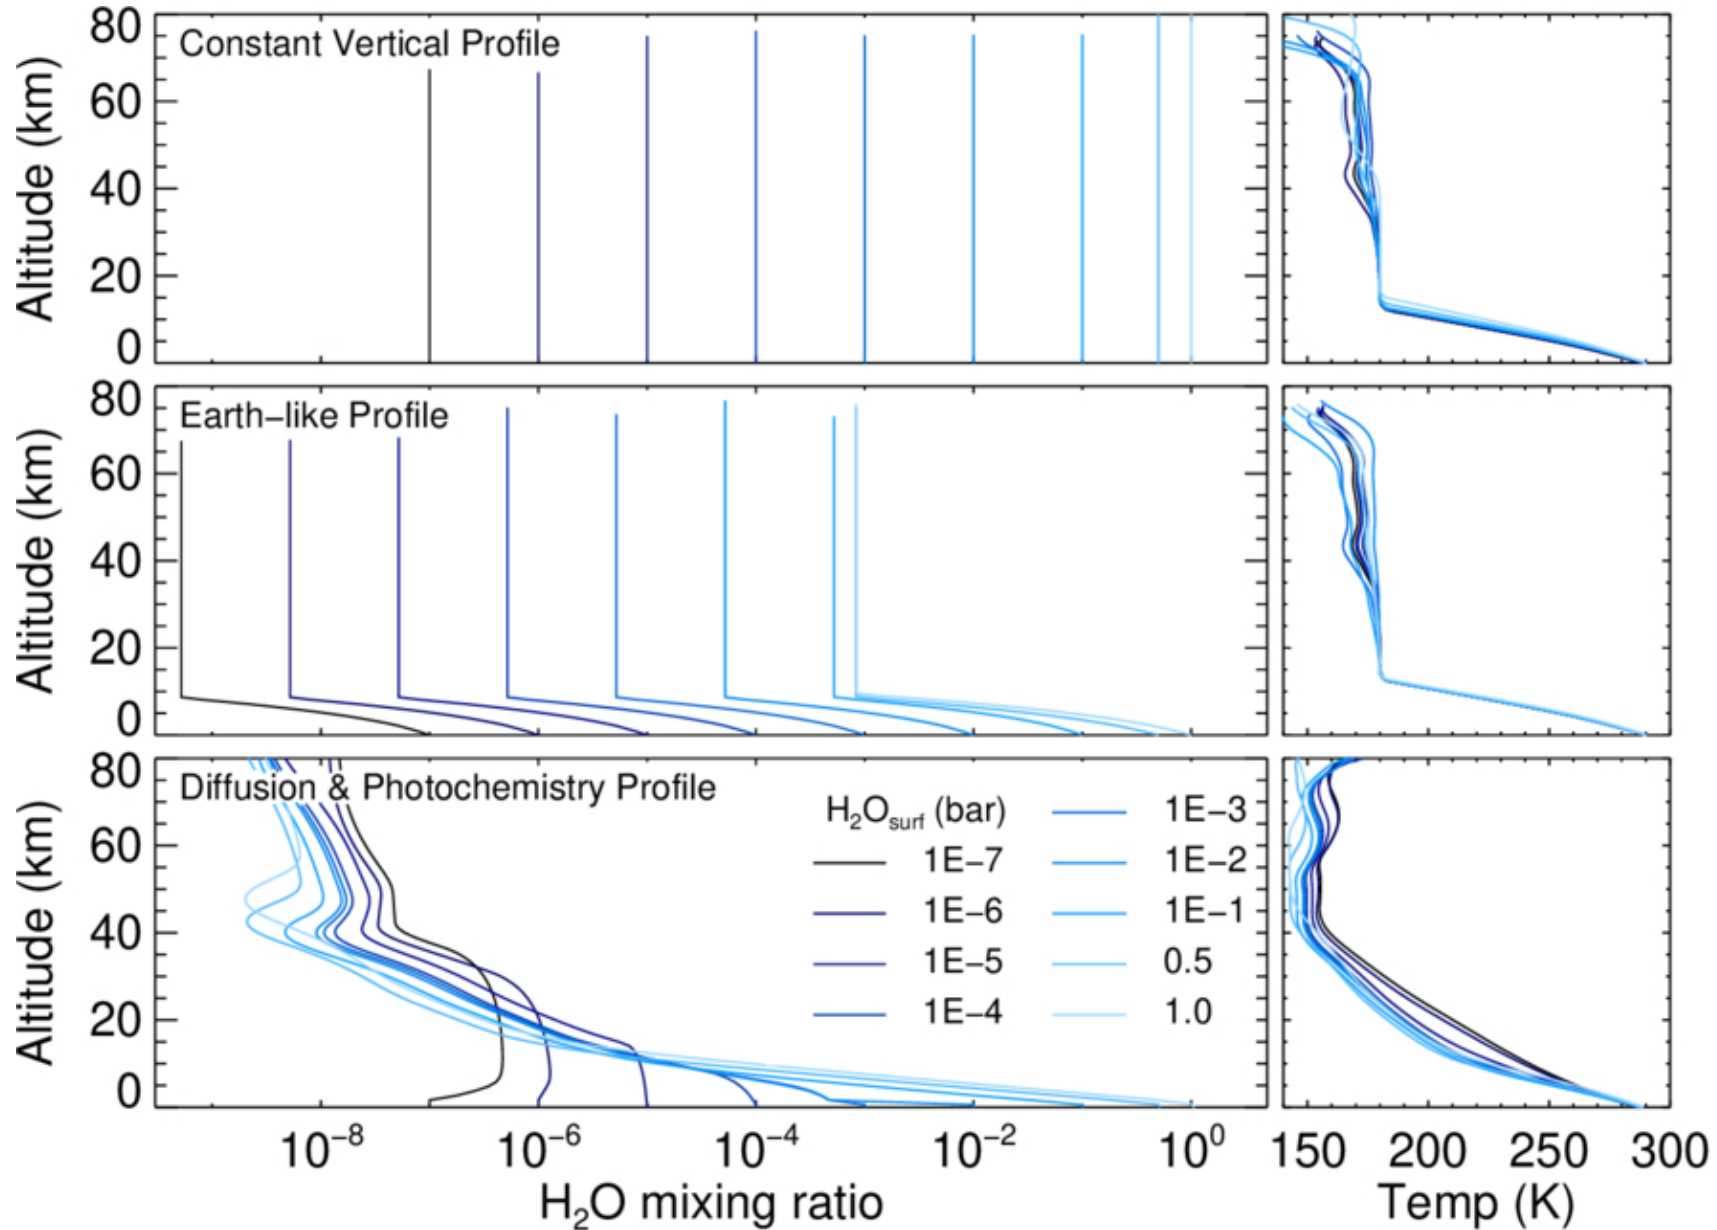 80
60
40
20
0
Altitude (km)
Constant Vertical Profile
80
60
40
20
0
Altitude (km)
Earth−like Profile
80
60
40
20
0
Altitude (km)
Diffusion & Photochemistry Profile
H₂Osurf (bar)
1E−7
1E−6
1E−5
1E−4
1E−3
1E−2
1E−1
0.5
1.0
10⁻⁸ 10⁻⁶ 10⁻⁴ 10⁻² 10⁰
H₂O mixing ratio
150 200 250 300
Temp (K)